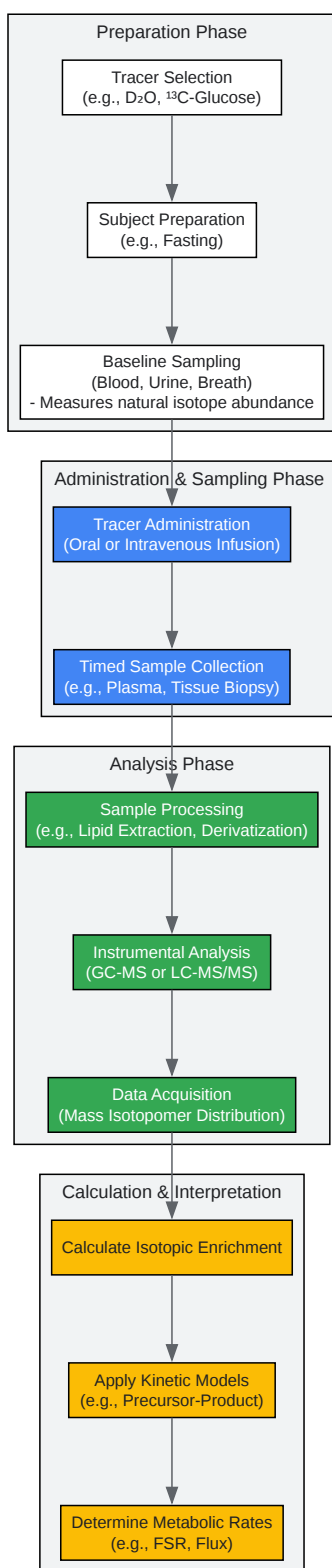 Preparation Phase
Tracer Selection
(e.g., D₂O, ¹³C-Glucose)
Subject Preparation
(e.g., Fasting)
Baseline Sampling
(Blood, Urine, Breath)
- Measures natural isotope abundance
Administration & Sampling Phase
Tracer Administration
(Oral or Intravenous Infusion)
Timed Sample Collection
(e.g., Plasma, Tissue Biopsy)
Analysis Phase
Sample Processing
(e.g., Lipid Extraction, Derivatization)
Instrumental Analysis
(GC-MS or LC-MS/MS)
Data Acquisition
(Mass Isotopomer Distribution)
Calculation & Interpretation
Calculate Isotopic Enrichment
Apply Kinetic Models
(e.g., Precursor-Product)
Determine Metabolic Rates
(e.g., FSR, Flux)